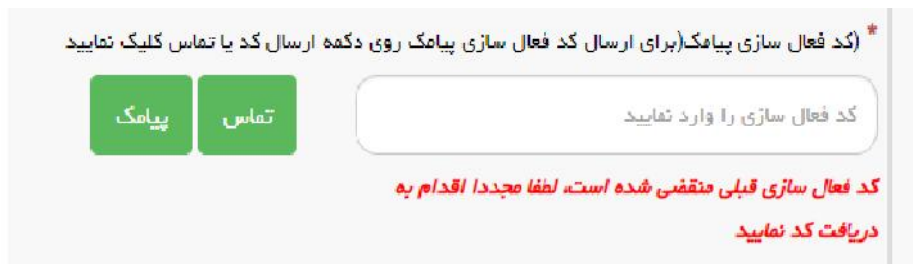 * (کد فعال سازی پیامک(برای ارسال کد فعال سازی پیامک روی دکمه ارسال کد یا تماس کلیک نمایید
کد فعال سازی را وارد نمایید
تماس
پیامک
کد فعال سازی قبلی منقضی شده است، لطفا مجددا اقدام به
دریافت کد نمایید